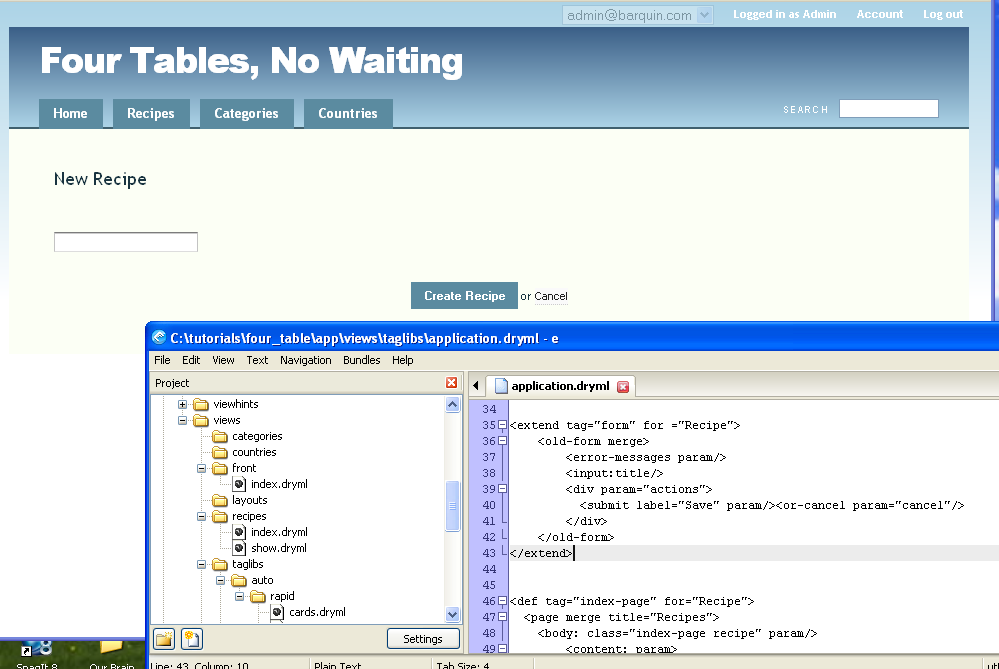 admin@barquin.com Logged in as Admin Account Log out
Four Tables, No Waiting
Home Recipes Categories Countries SEARCH
New Recipe
Create Recipe or Cancel
C:\tutorials\four_table\app\views\taglibs\application.dryml - e
File Edit View Text Navigation Bundles Help
Project
application.dryml
viewhints
views
categories
countries
front
index.dryml
layouts
recipes
index.dryml
show.dryml
taglibs
auto
rapid
cards.dryml
Settings
34
35 <extend tag="form" for ="Recipe">
36 <old-form merge>
37 <error-messages param/>
38 <input:title/>
39 <div param="actions">
40 <submit label="Save" param/><or-cancel param="cancel"/>
41 </div>
42 </old-form>
43 </extend>
44
45
46 <def tag="index-page" for="Recipe">
47 <page merge title="Recipes">
48 <body: class="index-page recipe" param/>
49 <content: param>
SnagIt 8 Our Brain
Line: 43 Column: 10 Plain Text Tab Size: 4